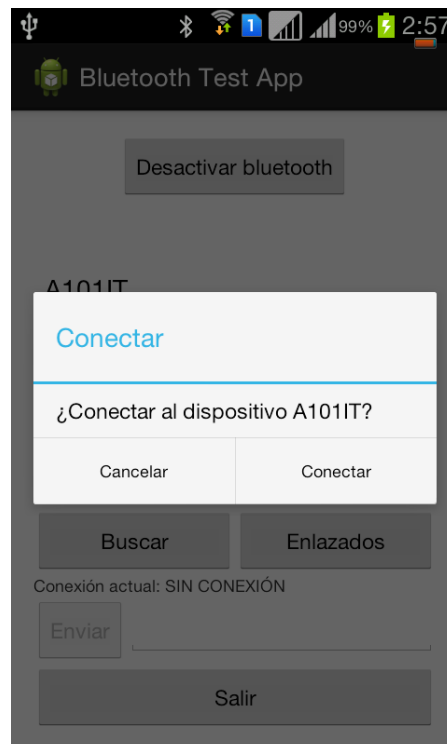 1 99% 2:57
Bluetooth Test App
Desactivar bluetooth
A101IT
Conectar
¿Conectar al dispositivo A101IT?
Cancelar Conectar
Buscar Enlazados
Conexión actual: SIN CONEXIÓN
Enviar
Salir